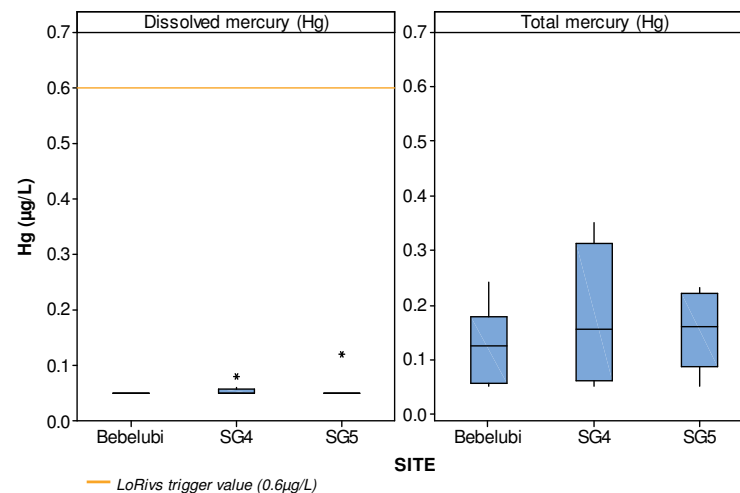 Dissolved mercury (Hg)
Total mercury (Hg)
Hg (µg/L)
0.7
0.6
0.5
0.4
0.3
0.2
0.1
0.0
0.7
0.6
0.5
0.4
0.3
0.2
0.1
0.0
*
*
Bebelubi SG4 SG5
Bebelubi SG4 SG5
SITE
LoRivs trigger value (0.6µg/L)